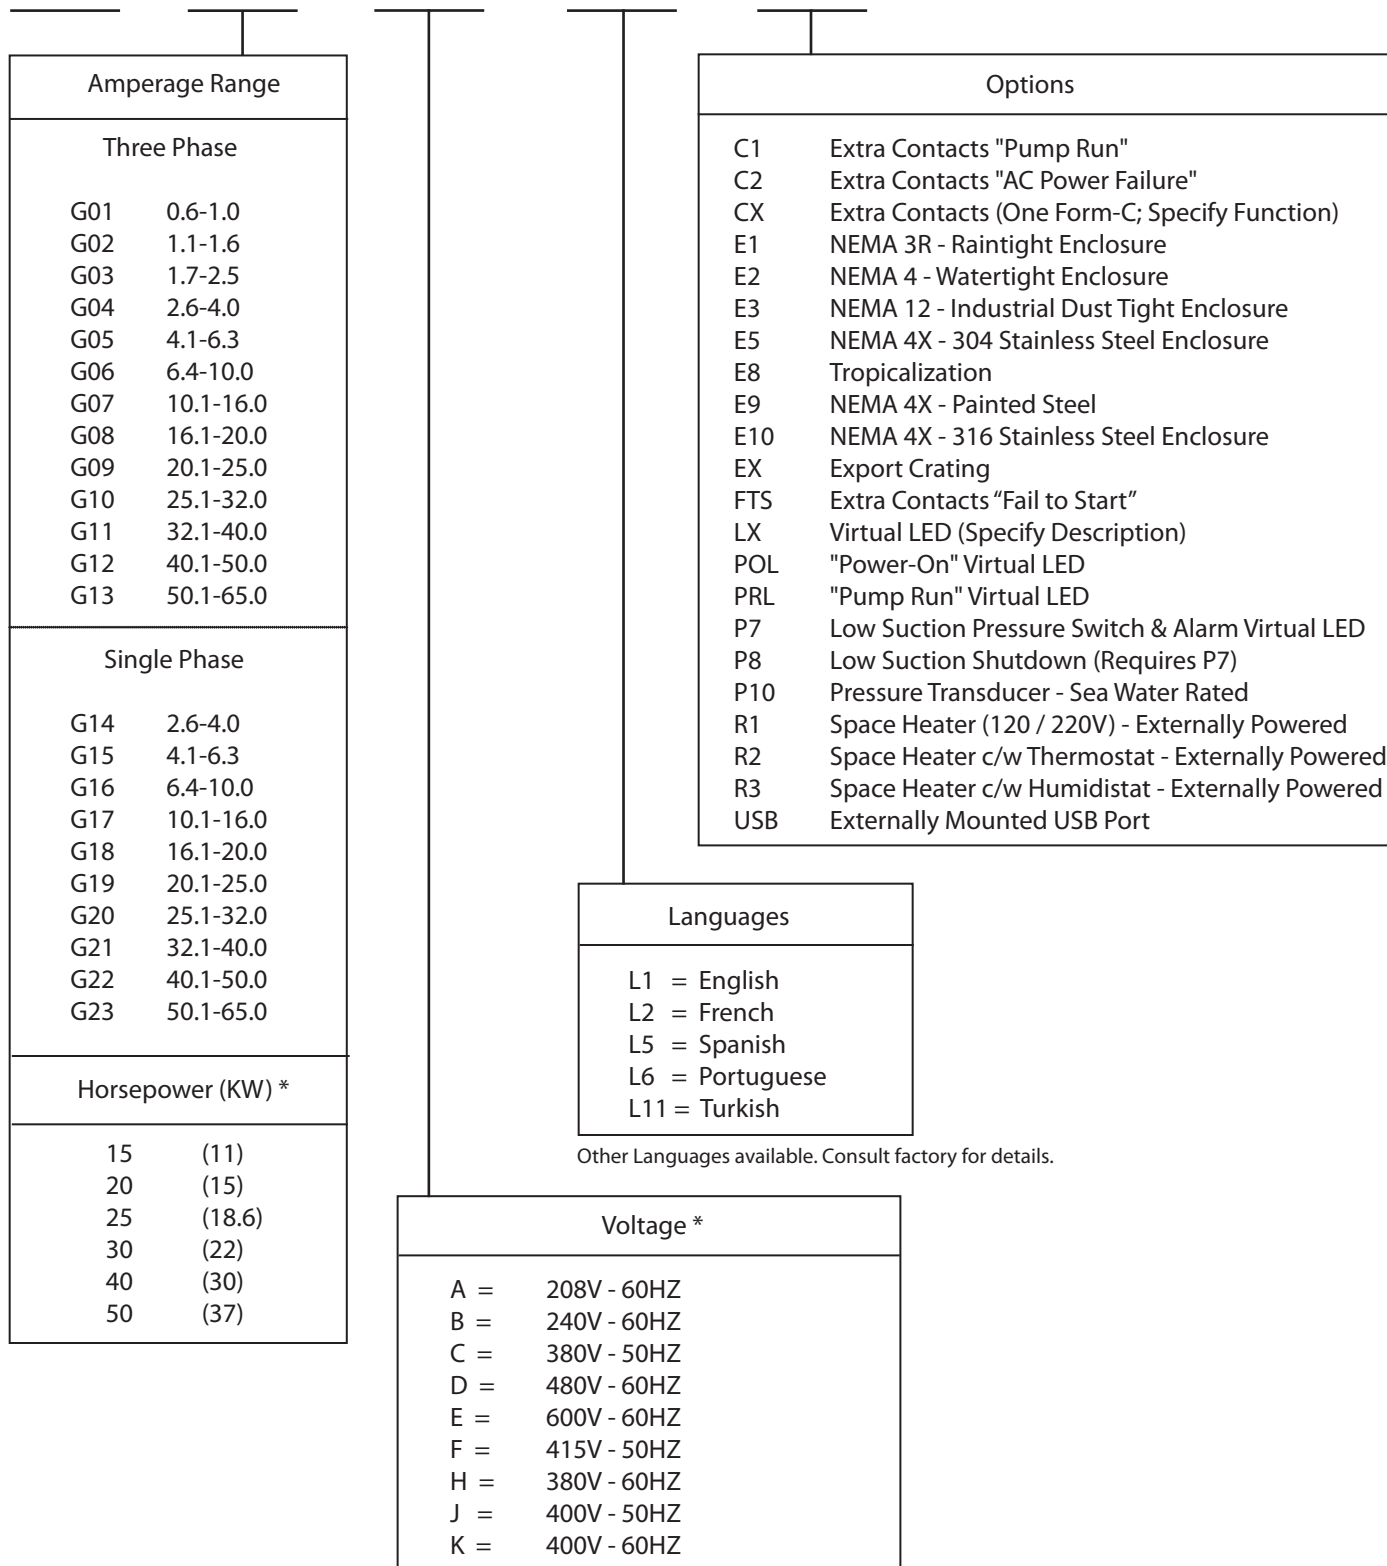 Amperage Range
Three Phase
G01 0.6-1.0
G02 1.1-1.6
G03 1.7-2.5
G04 2.6-4.0
G05 4.1-6.3
G06 6.4-10.0
G07 10.1-16.0
G08 16.1-20.0
G09 20.1-25.0
G10 25.1-32.0
G11 32.1-40.0
G12 40.1-50.0
G13 50.1-65.0
Single Phase
G14 2.6-4.0
G15 4.1-6.3
G16 6.4-10.0
G17 10.1-16.0
G18 16.1-20.0
G19 20.1-25.0
G20 25.1-32.0
G21 32.1-40.0
G22 40.1-50.0
G23 50.1-65.0
Horsepower (KW) *
15 (11)
20 (15)
25 (18.6)
30 (22)
40 (30)
50 (37)
Options
C1 Extra Contacts "Pump Run"
C2 Extra Contacts "AC Power Failure"
CX Extra Contacts (One Form-C; Specify Function)
E1 NEMA 3R - Raintight Enclosure
E2 NEMA 4 - Watertight Enclosure
E3 NEMA 12 - Industrial Dust Tight Enclosure
E5 NEMA 4X - 304 Stainless Steel Enclosure
E8 Tropicalization
E9 NEMA 4X - Painted Steel
E10 NEMA 4X - 316 Stainless Steel Enclosure
EX Export Crating
FTS Extra Contacts “Fail to Start”
LX Virtual LED (Specify Description)
POL "Power-On" Virtual LED
PRL "Pump Run" Virtual LED
P7 Low Suction Pressure Switch & Alarm Virtual LED
P8 Low Suction Shutdown (Requires P7)
P10 Pressure Transducer - Sea Water Rated
R1 Space Heater (120 / 220V) - Externally Powered
R2 Space Heater c/w Thermostat - Externally Powered
R3 Space Heater c/w Humidistat - Externally Powered
USB Externally Mounted USB Port
Languages
L1 = English
L2 = French
L5 = Spanish
L6 = Portuguese
L11 = Turkish
Other Languages available. Consult factory for details.
Voltage *
A = 208V - 60HZ
B = 240V - 60HZ
C = 380V - 50HZ
D = 480V - 60HZ
E = 600V - 60HZ
F = 415V - 50HZ
H = 380V - 60HZ
J = 400V - 50HZ
K = 400V - 60HZ